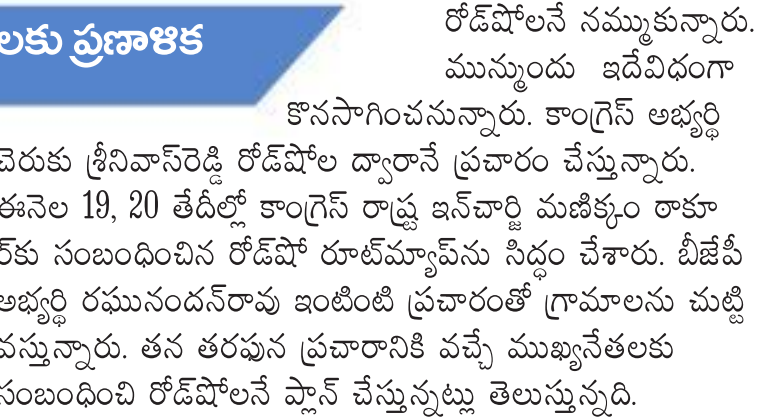 లకు ప్రణాళిక
రోడ్‌షోలనే నమ్ముకున్నారు.
మున్ముందు ఇదేవిధంగా
కొనసాగించనున్నారు. కాంగ్రెస్ అభ్యర్థి
చెరుకు శ్రీనివాస్‌రెడ్డి రోడ్‌షోల ద్వారానే ప్రచారం చేస్తున్నారు.
ఈనెల 19, 20 తేదీల్లో కాంగ్రెస్ రాష్ట్ర ఇన్‌చార్జి మణిక్కం ఠాకూ
ర్‌కు సంబంధించిన రోడ్‌షో రూట్‌మ్యాప్‌ను సిద్ధం చేశారు. బీజేపీ
అభ్యర్థి రఘునందన్‌రావు ఇంటింటి ప్రచారంతో గ్రామాలను చుట్టి
వస్తున్నారు. తన తరఫున ప్రచారానికి వచ్చే ముఖ్యనేతలకు
సంబంధించి రోడ్‌షోలనే ప్లాన్ చేస్తున్నట్లు తెలుస్తున్నది.